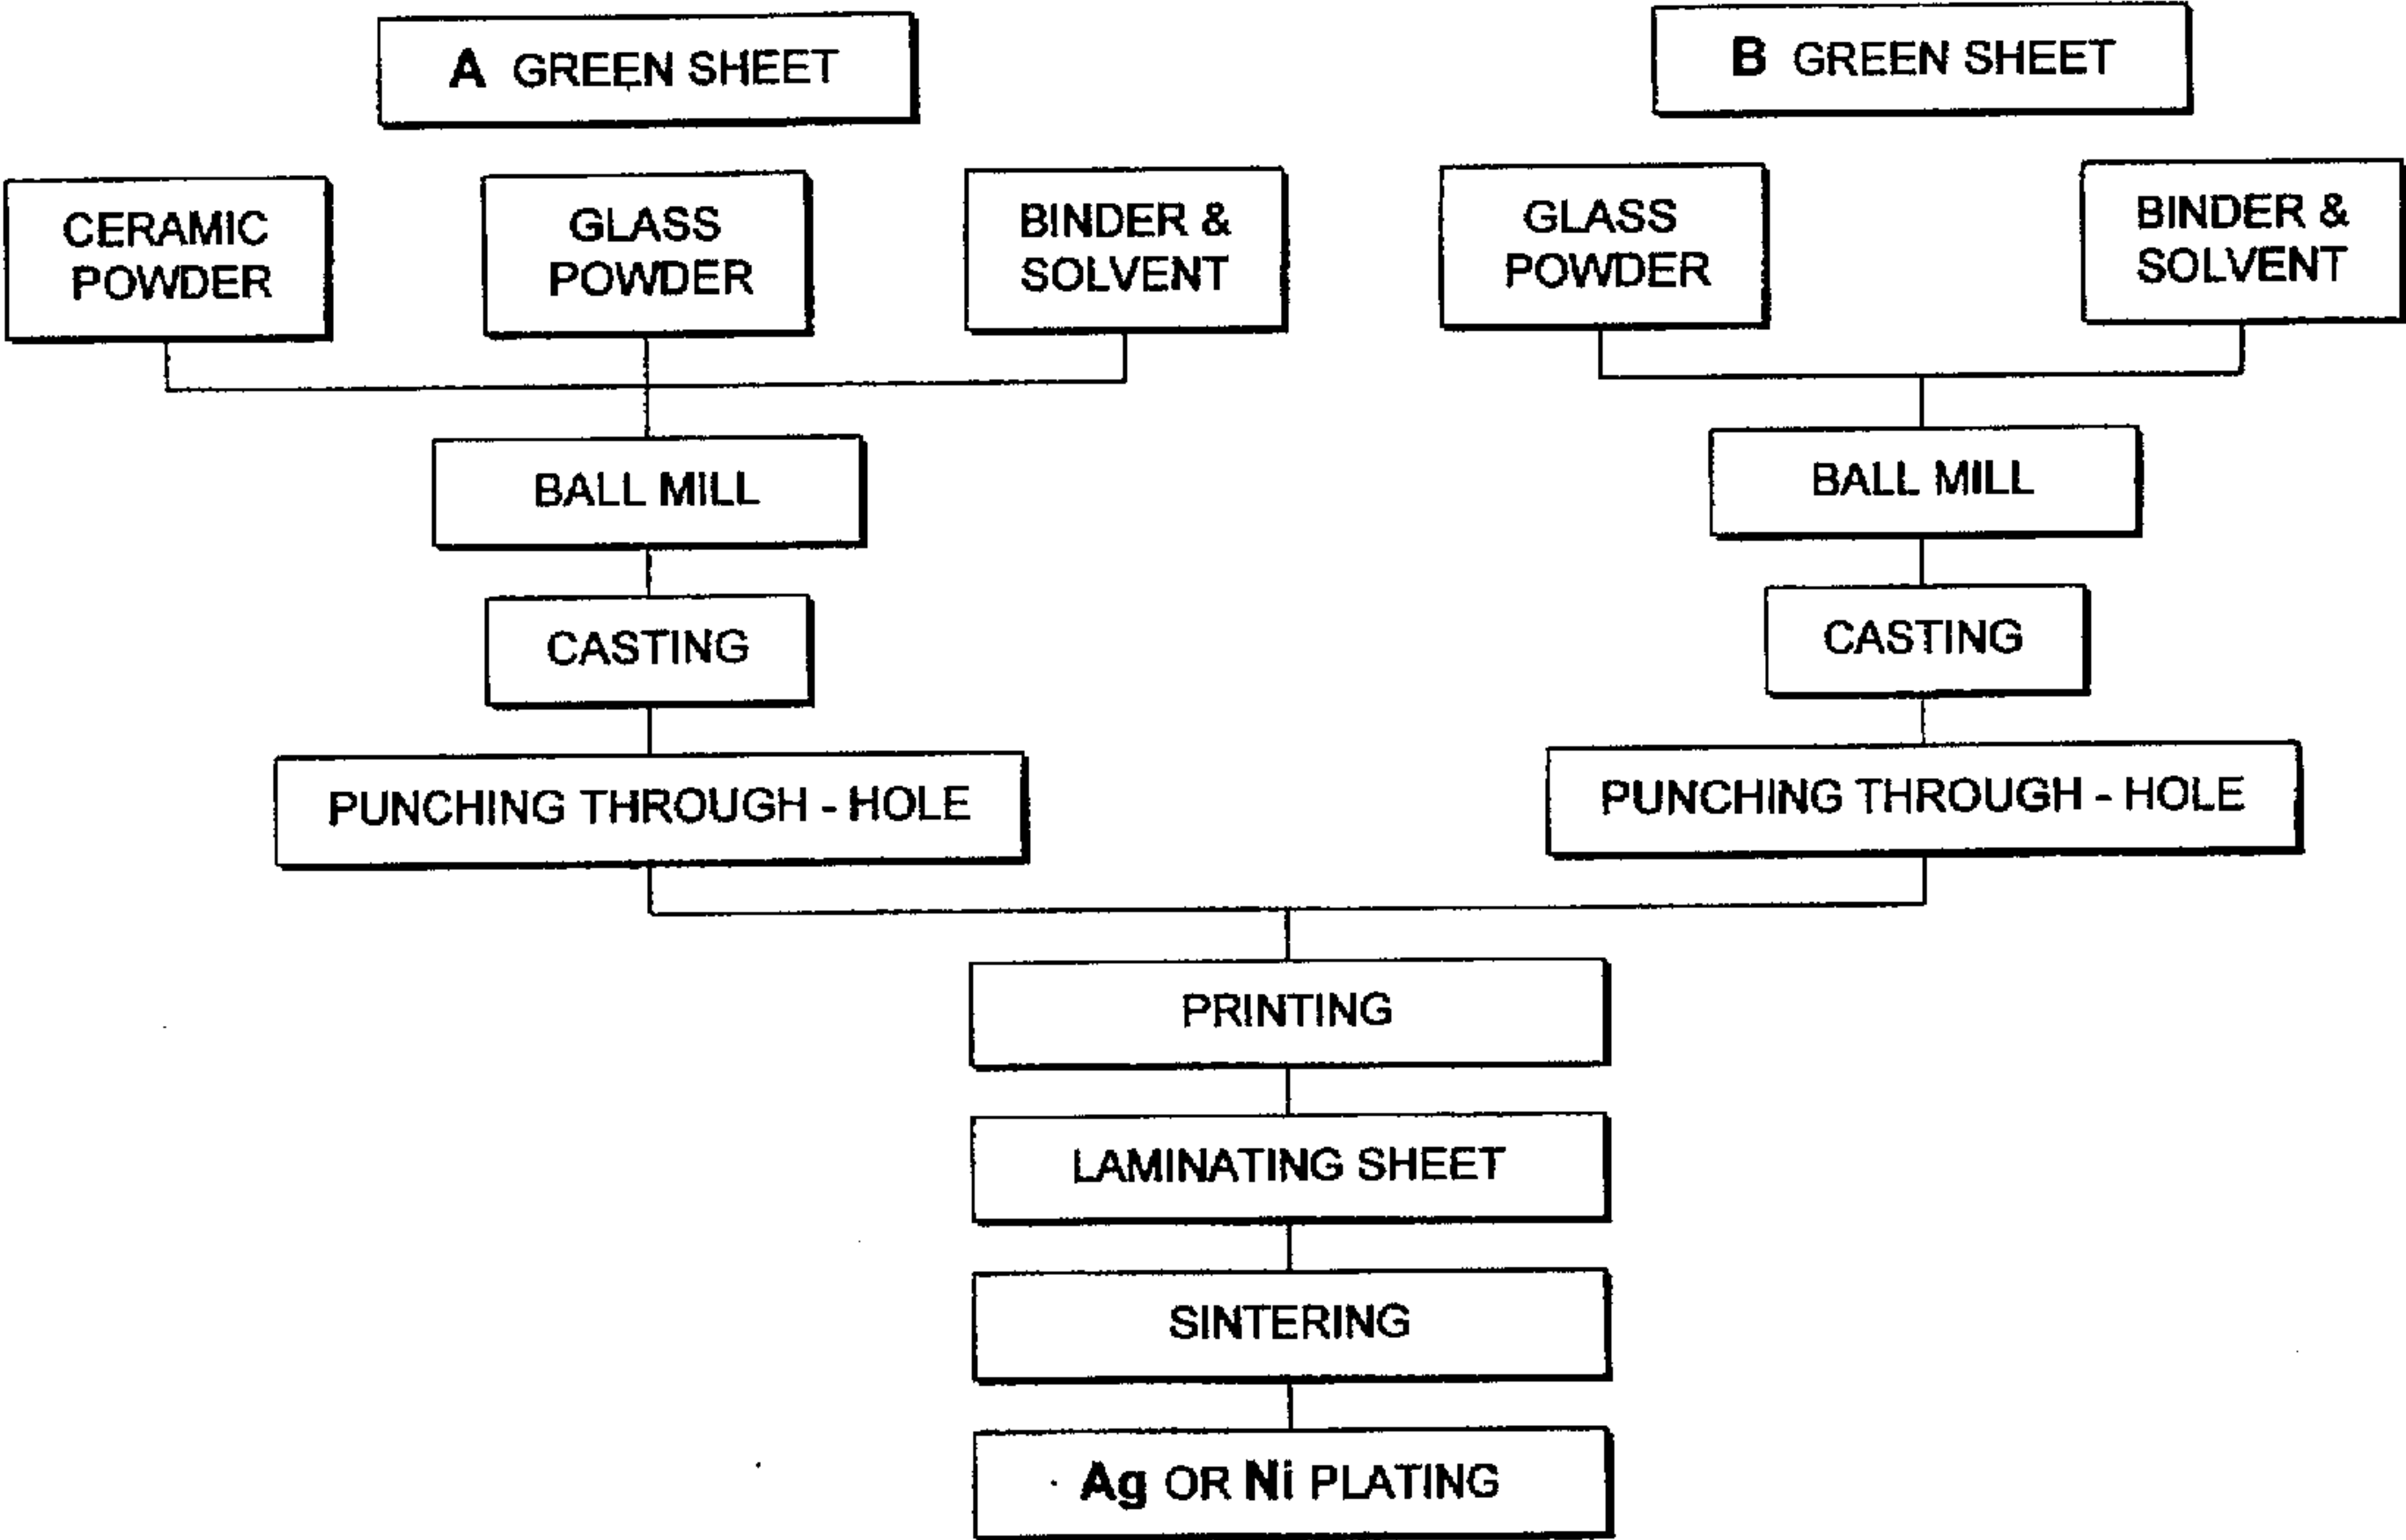 A GREEN SHEET
B GREEN SHEET
CERAMIC
POWDER
GLASS
POWDER
BINDER &
SOLVENT
GLASS
POWDER
BINDER &
SOLVENT
BALL MILL
BALL MILL
CASTING
CASTING
PUNCHING THROUGH - HOLE
PUNCHING THROUGH - HOLE
PRINTING
LAMINATING SHEET
SINTERING
Ag OR Ni PLATING